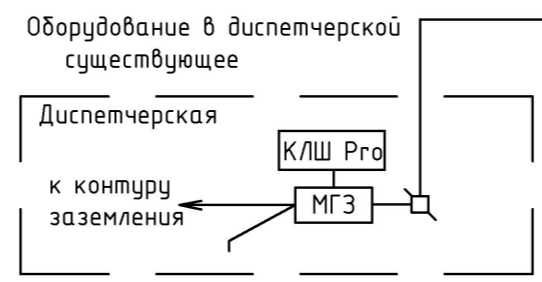 Оборудование в диспетчерской
существующее
Диспетчерская
КЛШ Pro
к контуру
заземления
МГЗ